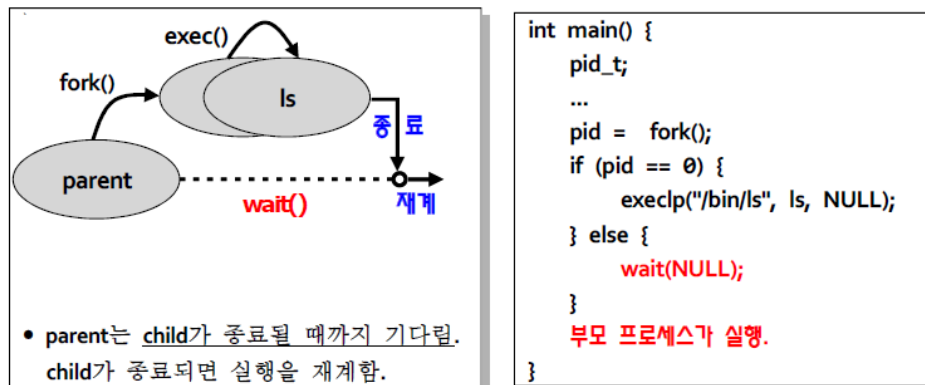 exec()
fork()
ls
종 료
parent
wait()
재계
• parent는 child가 종료될 때까지 기다림.
child가 종료되면 실행을 재계함.
int main() {
pid_t;
...
pid = fork();
if (pid == 0) {
execlp("/bin/ls", ls, NULL);
} else {
wait(NULL);
}
부모 프로세스가 실행.
}